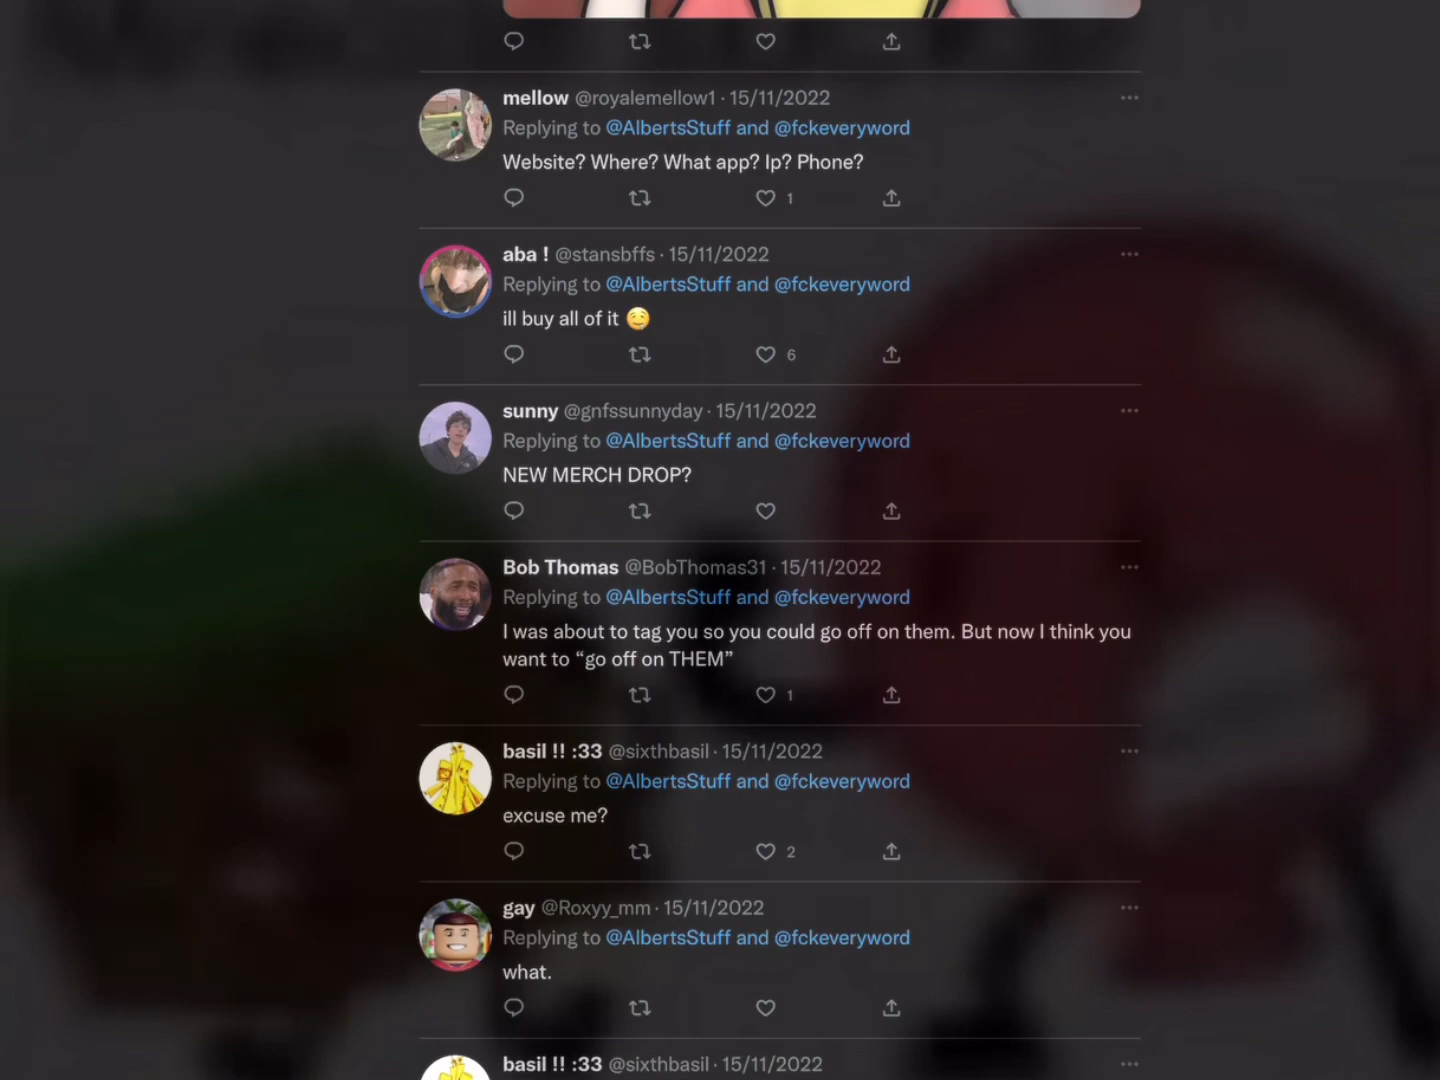 mellow @royalemellow1 · 15/11/2022
Replying to @AlbertsStuff and @fckeveryword
Website? Where? What app? Ip? Phone?
1
aba ! @stansbffs · 15/11/2022
Replying to @AlbertsStuff and @fckeveryword
ill buy all of it 🤤
6
sunny @gnfssunnyday · 15/11/2022
Replying to @AlbertsStuff and @fckeveryword
NEW MERCH DROP?
Bob Thomas @BobThomas31 · 15/11/2022
Replying to @AlbertsStuff and @fckeveryword
I was about to tag you so you could go off on them. But now I think you
want to “go off on THEM”
1
basil !! :33 @sixthbasil · 15/11/2022
Replying to @AlbertsStuff and @fckeveryword
excuse me?
2
gay @Roxyy_mm · 15/11/2022
Replying to @AlbertsStuff and @fckeveryword
what.
basil !! :33 @sixthbasil · 15/11/2022